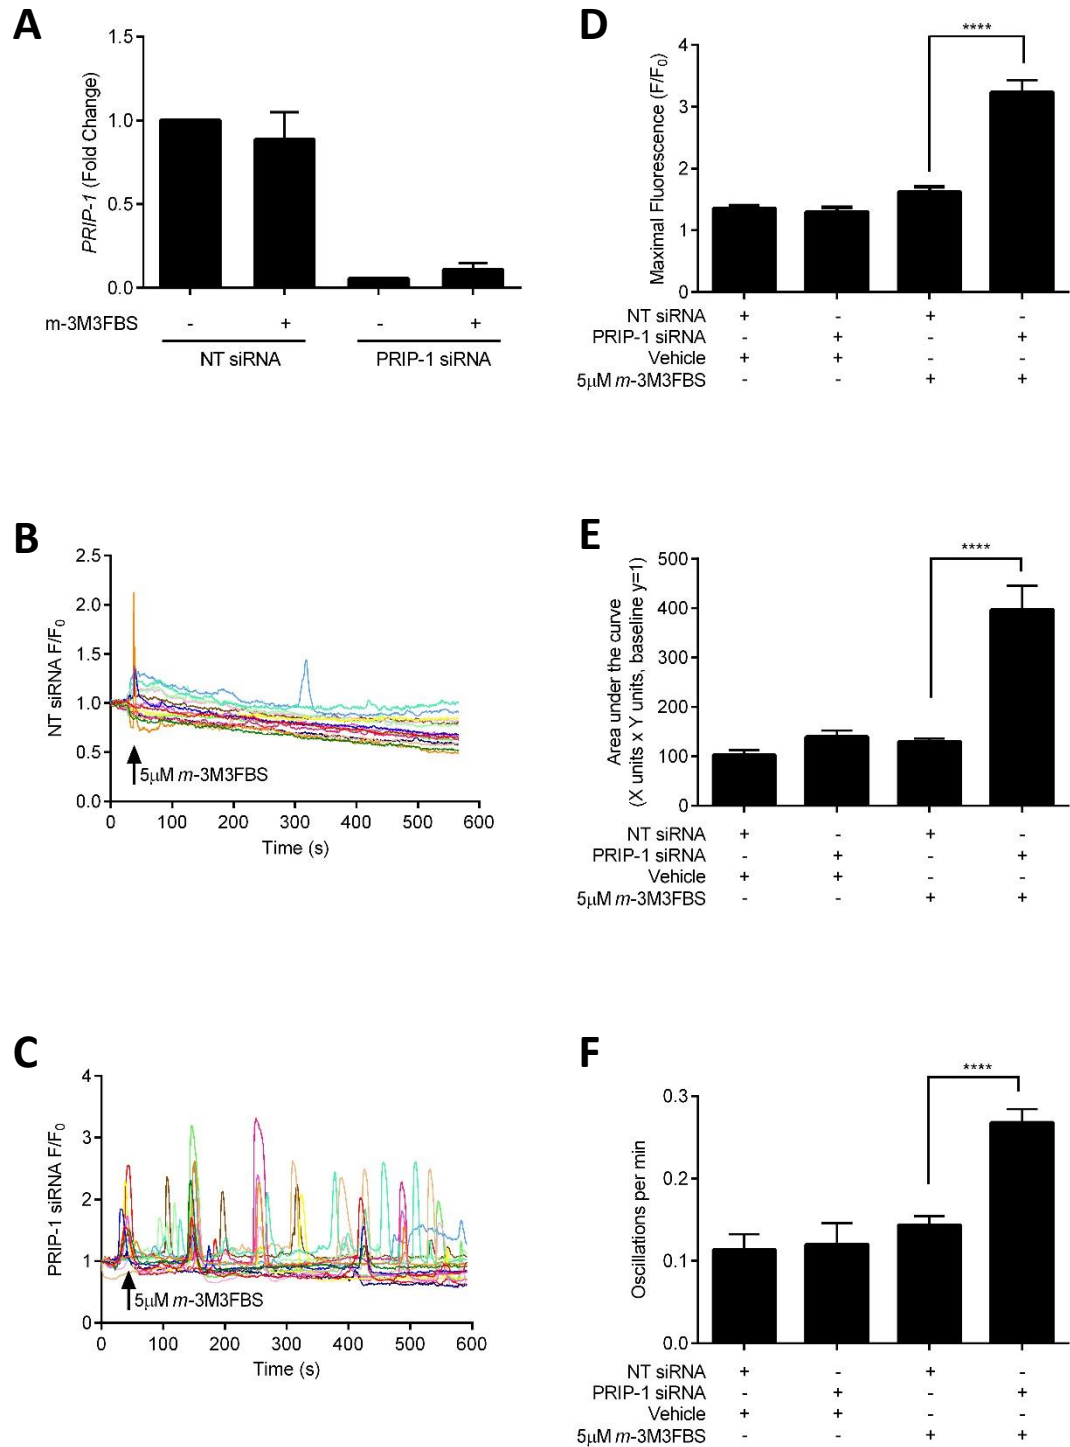 A
1.5
1.0
0.5
0.0
PRIP-1 (Fold Change)
m-3M3FBS - + - +
NT siRNA PRIP-1 siRNA
B
2.5
2.0
1.5
1.0
0.5
0.0
NT siRNA F/F0
5µM m-3M3FBS
0 100 200 300 400 500 600
Time (s)
C
4
3
2
1
0
PRIP-1 siRNA F/F0
5µM m-3M3FBS
0 100 200 300 400 500 600
Time (s)
D
****
4
3
2
1
0
Maximal Fluorescence (F/F0)
NT siRNA + - + -
PRIP-1 siRNA - + - +
Vehicle + + - -
5µM m-3M3FBS - - + +
E
****
500
400
300
200
100
0
Area under the curve
(X units x Y units, baseline y=1)
NT siRNA + - + -
PRIP-1 siRNA - + - +
Vehicle + + - -
5µM m-3M3FBS - - + +
F
****
0.3
0.2
0.1
0.0
Oscillations per min
NT siRNA + - + -
PRIP-1 siRNA - + - +
Vehicle + + - -
5µM m-3M3FBS - - + +